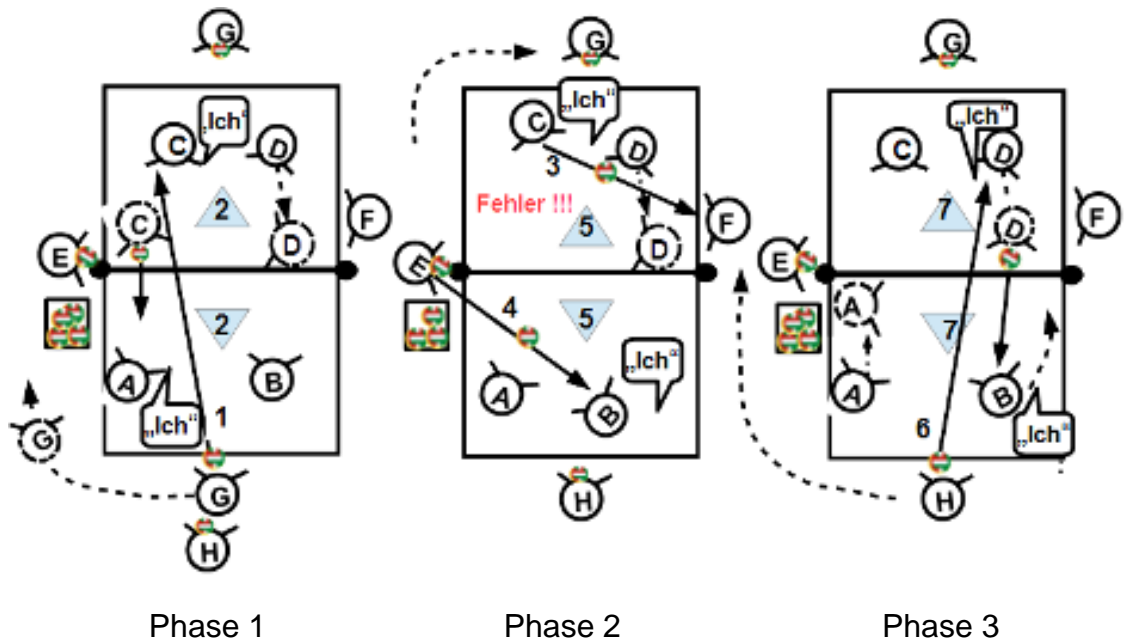 G
C
„Ich“
D
2
C
D
F
E
2
A
B
„Ich“
1
G
G
H
Phase 1
G
„Ich“
C
D
3
Fehler !!!
5
F
D
E
4
5
„Ich“
A
B
H
Phase 2
G
„Ich“
C
D
7
F
D
E
A
7
A
B
6
„Ich“
H
Phase 3